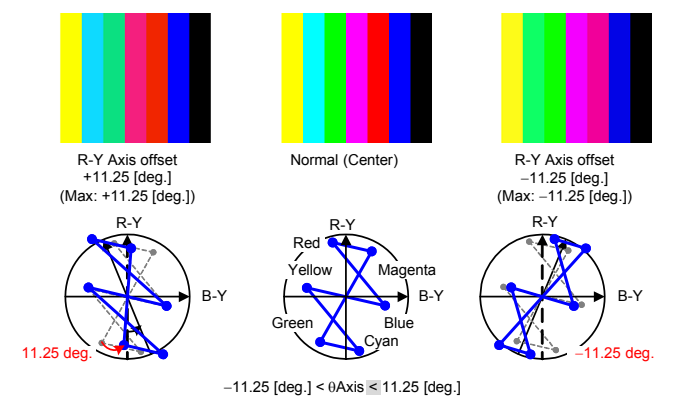 R-Y Axis offset
+11.25 [deg.]
(Max: +11.25 [deg.])
Normal (Center)
R-Y Axis offset
−11.25 [deg.]
(Max: −11.25 [deg.])
R-Y
B-Y
11.25 deg.
R-Y
Red
Yellow
Magenta
B-Y
Green
Blue
Cyan
R-Y
B-Y
−11.25 deg.
−11.25 [deg.] < θAxis < 11.25 [deg.]